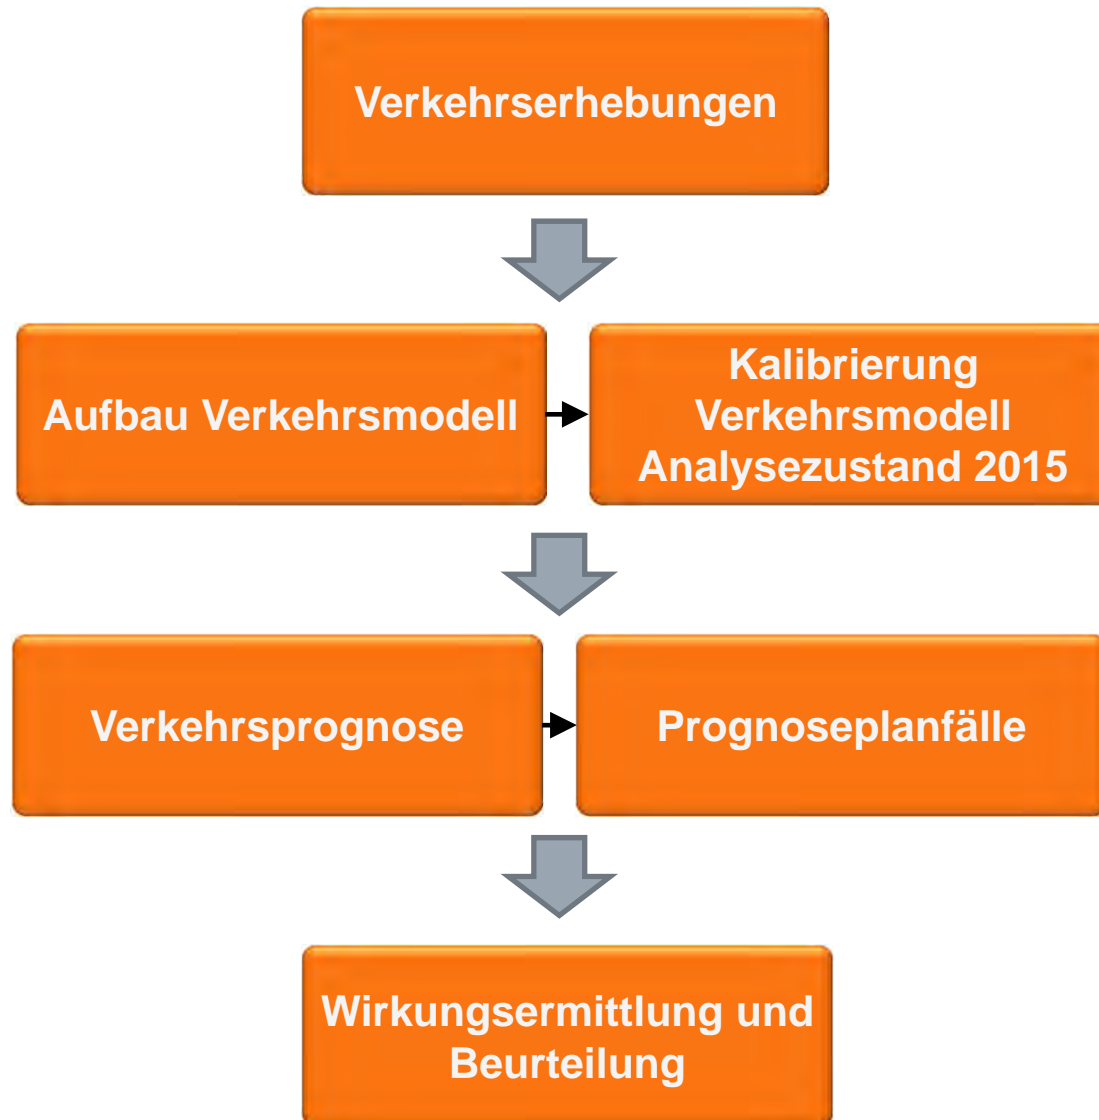 Verkehrserhebungen
Aufbau Verkehrsmodell
Kalibrierung
Verkehrsmodell
Analysezustand 2015
Verkehrsprognose
Prognoseplanfälle
Wirkungsermittlung und
Beurteilung